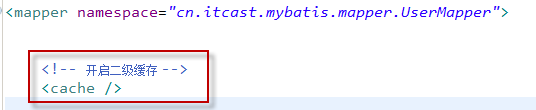 <mapper namespace="cn.itcast.mybatis.mapper.UserMapper">
<!-- 开启二级缓存 -->
<cache />